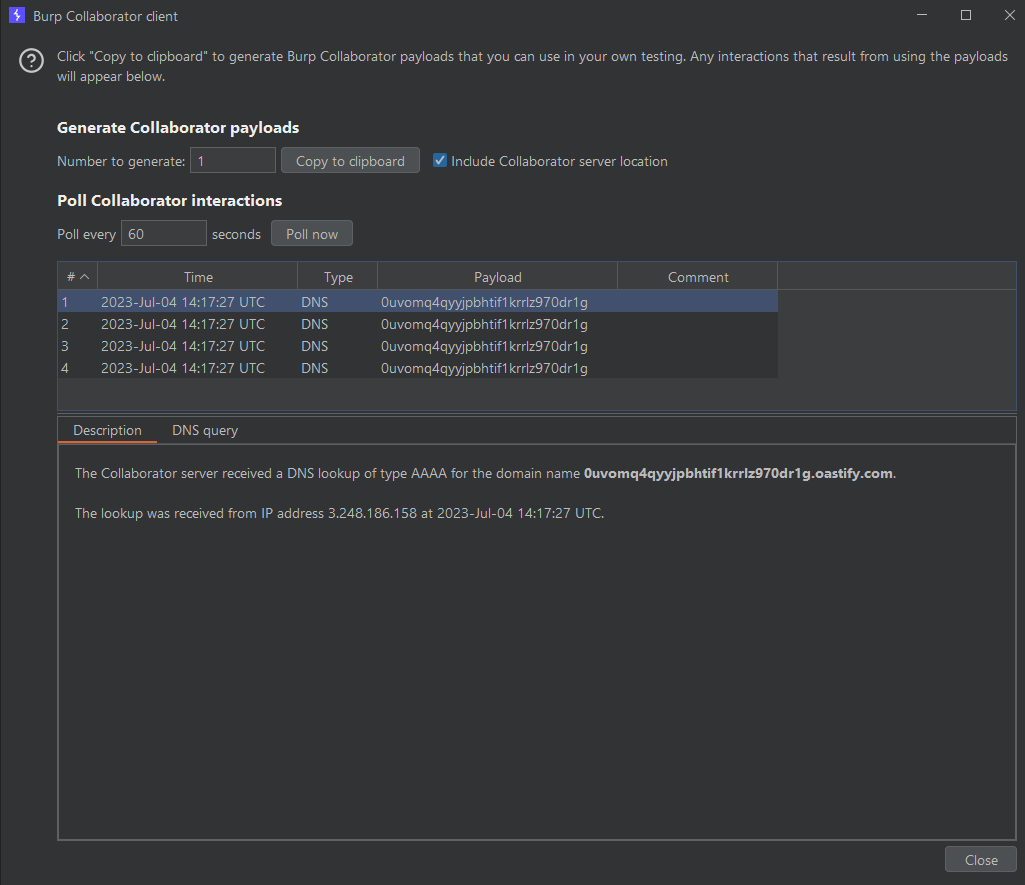 Burp Collaborator client
Click "Copy to clipboard" to generate Burp Collaborator payloads that you can use in your own testing. Any interactions that result from using the payloads
will appear below.
Generate Collaborator payloads
Number to generate: 1 Copy to clipboard Include Collaborator server location
Poll Collaborator interactions
Poll every 60 seconds Poll now
# Time Type Payload Comment
1 2023-Jul-04 14:17:27 UTC DNS 0uvomq4qyyjpbhtif1krrlz970dr1g
2 2023-Jul-04 14:17:27 UTC DNS 0uvomq4qyyjpbhtif1krrlz970dr1g
3 2023-Jul-04 14:17:27 UTC DNS 0uvomq4qyyjpbhtif1krrlz970dr1g
4 2023-Jul-04 14:17:27 UTC DNS 0uvomq4qyyjpbhtif1krrlz970dr1g
Description DNS query
The Collaborator server received a DNS lookup of type AAAA for the domain name 0uvomq4qyyjpbhtif1krrlz970dr1g.oastify.com.
The lookup was received from IP address 3.248.186.158 at 2023-Jul-04 14:17:27 UTC.
Close